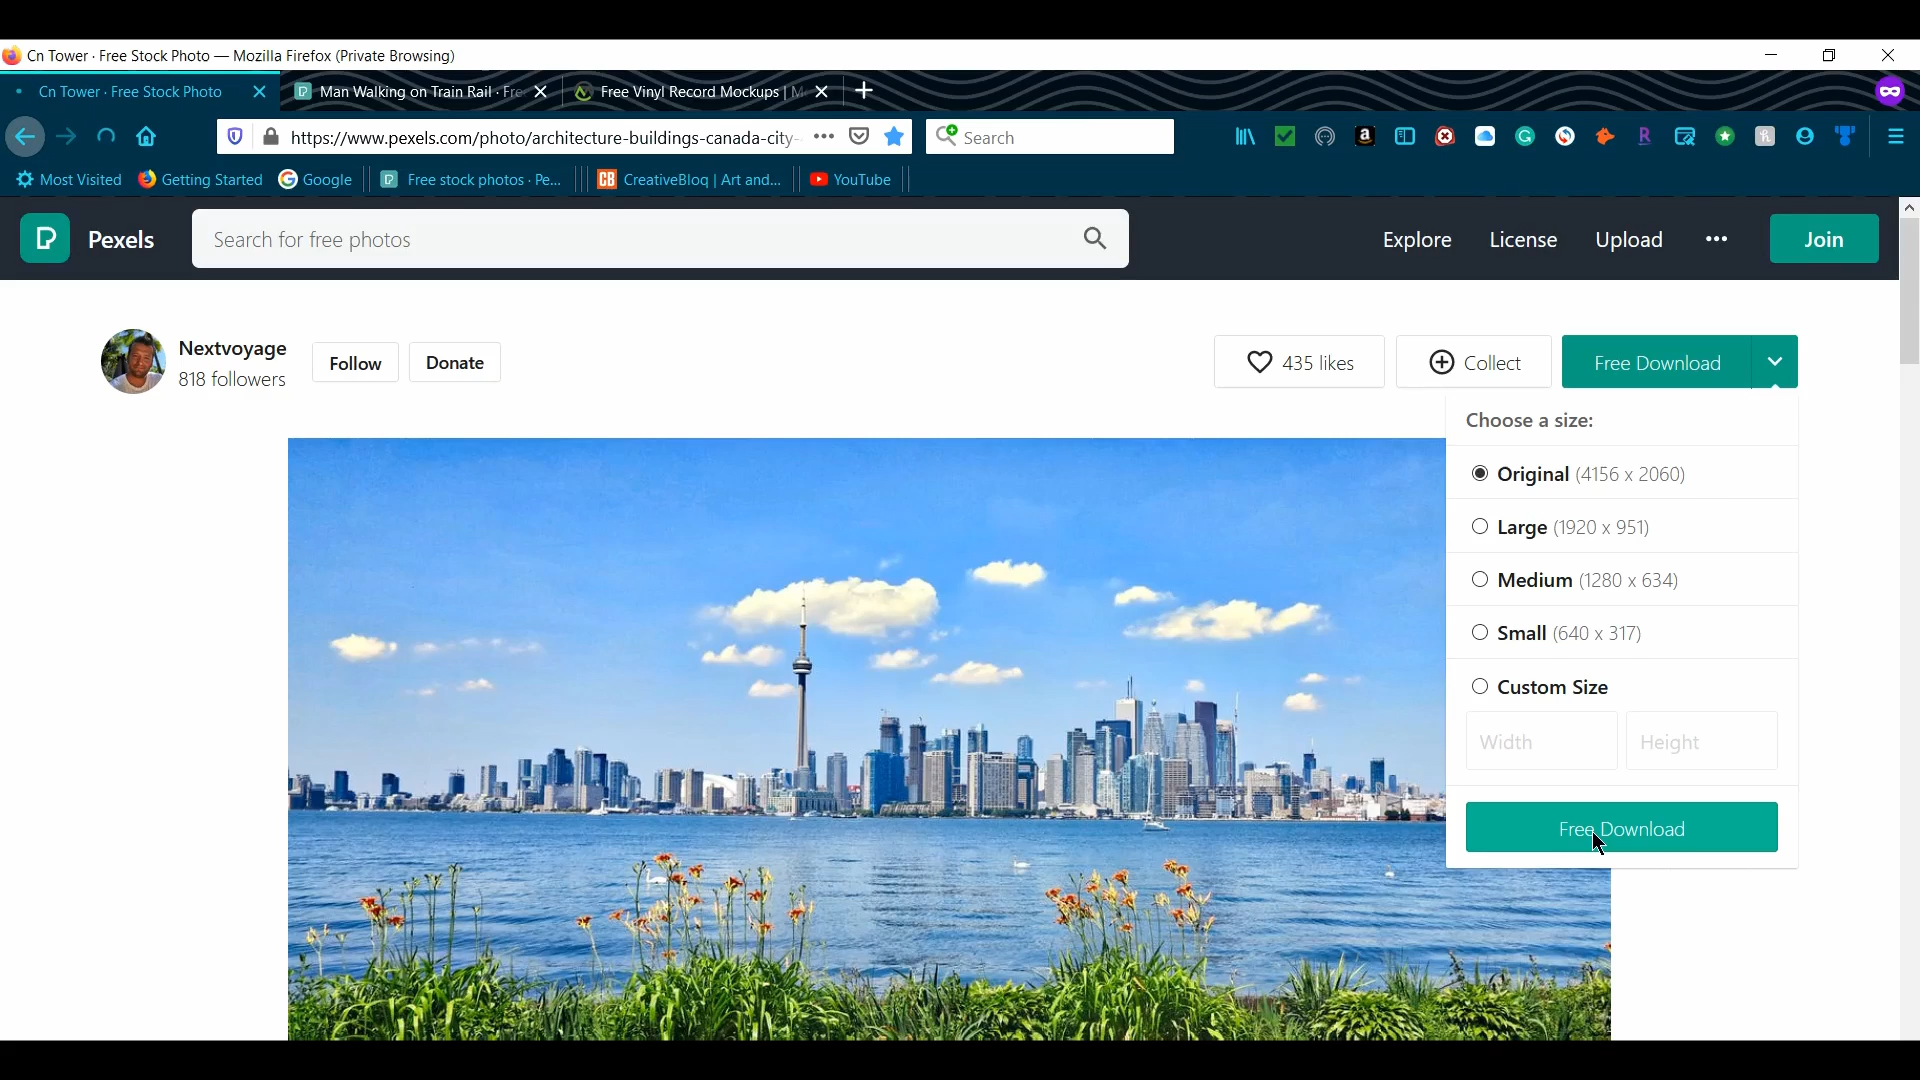 Cn Tower · Free Stock Photo — Mozilla Firefox (Private Browsing)
Cn Tower · Free Stock Photo
Man Walking on Train Rail · Fre
Free Vinyl Record Mockups | M
https://www.pexels.com/photo/architecture-buildings-canada-city-
Search
Most Visited
Getting Started
Google
Free stock photos · Pe...
CB CreativeBloq | Art and...
YouTube
Pexels
Search for free photos
Explore
License
Upload
Join
Nextvoyage
818 followers
Follow
Donate
435 likes
Collect
Free Download
Choose a size:
Original (4156 x 2060)
Large (1920 x 951)
Medium (1280 x 634)
Small (640 x 317)
Custom Size
Width
Height
Free Download